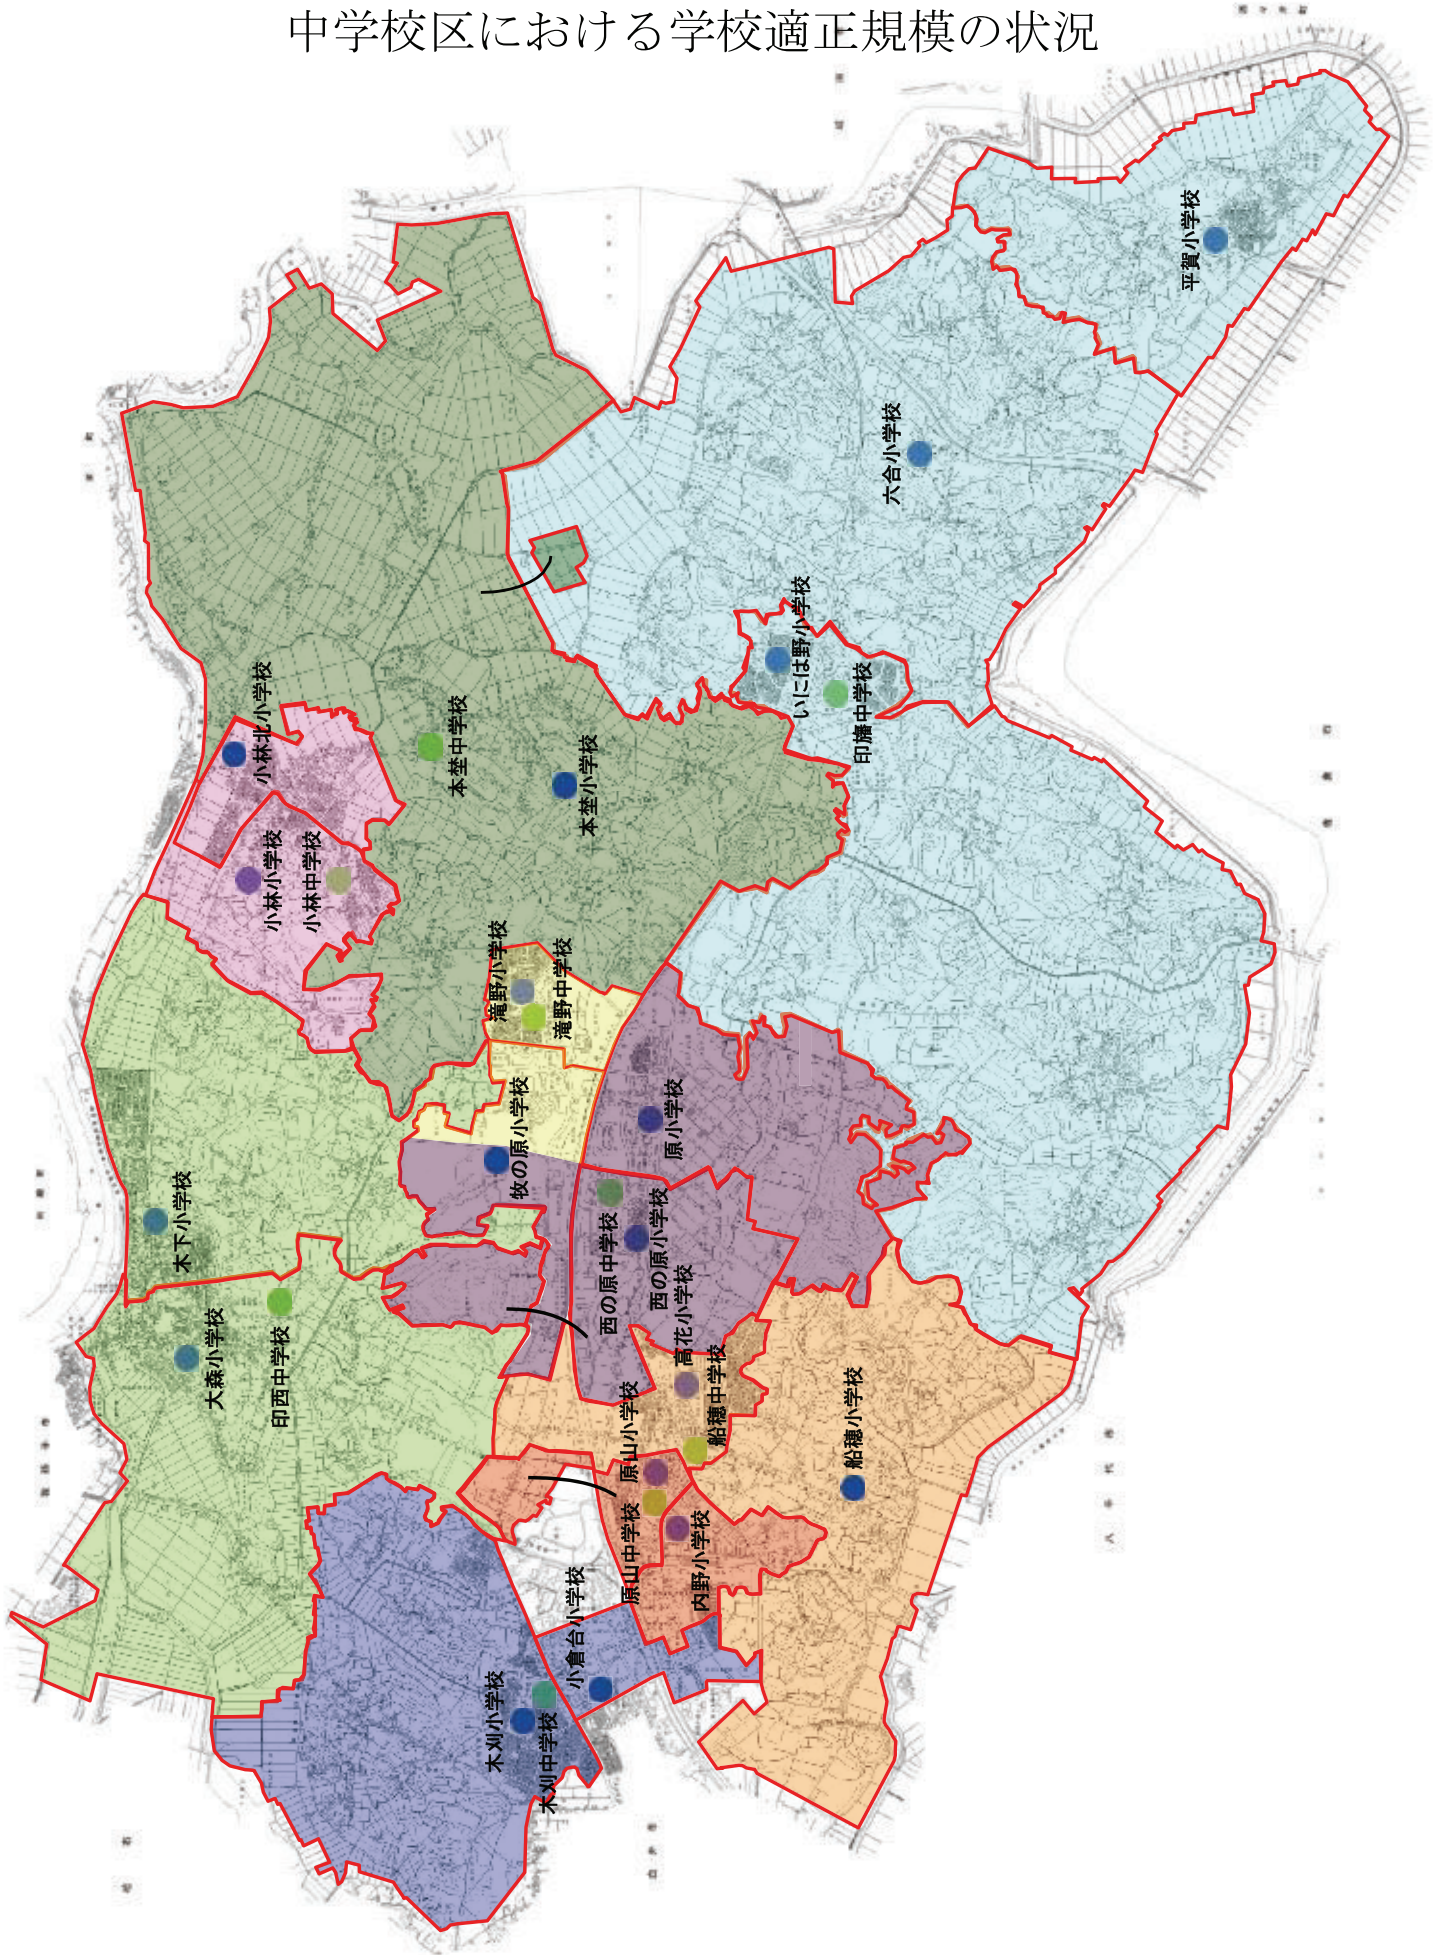 中学校区における学校適正規模の状況
平賀小学校
六合小学校
いには野小学校
印旛中学校
小林北小学校
本埜中学校
本埜小学校
小林小学校
小林中学校
滝野小学校
滝野中学校
牧の原小学校
原小学校
木下小学校
西の原中学校
西の原小学校
高花小学校
大森小学校
印西中学校
船穂中学校
原山小学校
船穂小学校
原山中学校
内野小学校
小倉台小学校
木刈小学校
木刈中学校